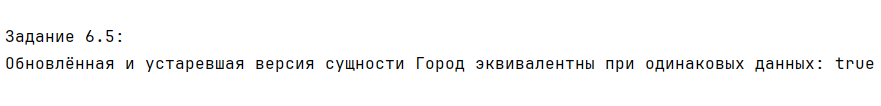 Задание 6.5:
Обновлённая и устаревшая версия сущности Город эквивалентны при одинаковых данных: true